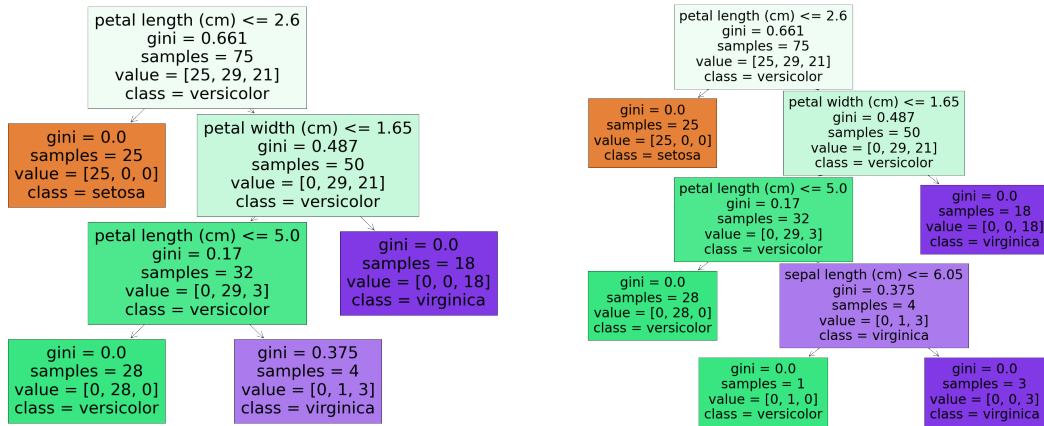 petal length (cm) <= 2.6
gini = 0.661
samples = 75
value = [25, 29, 21]
class = versicolor
gini = 0.0
samples = 25
value = [25, 0, 0]
class = setosa
petal width (cm) <= 1.65
gini = 0.487
samples = 50
value = [0, 29, 21]
class = versicolor
petal length (cm) <= 5.0
gini = 0.17
samples = 32
value = [0, 29, 3]
class = versicolor
gini = 0.0
samples = 18
value = [0, 0, 18]
class = virginica
gini = 0.0
samples = 28
value = [0, 28, 0]
class = versicolor
gini = 0.375
samples = 4
value = [0, 1, 3]
class = virginica
petal length (cm) <= 2.6
gini = 0.661
samples = 75
value = [25, 29, 21]
class = versicolor
gini = 0.0
samples = 25
value = [25, 0, 0]
class = setosa
petal width (cm) <= 1.65
gini = 0.487
samples = 50
value = [0, 29, 21]
class = versicolor
petal length (cm) <= 5.0
gini = 0.17
samples = 32
value = [0, 29, 3]
class = versicolor
gini = 0.0
samples = 18
value = [0, 0, 18]
class = virginica
gini = 0.0
samples = 28
value = [0, 28, 0]
class = versicolor
sepal length (cm) <= 6.05
gini = 0.375
samples = 4
value = [0, 1, 3]
class = virginica
gini = 0.0
samples = 1
value = [0, 1, 0]
class = versicolor
gini = 0.0
samples = 3
value = [0, 0, 3]
class = virginica